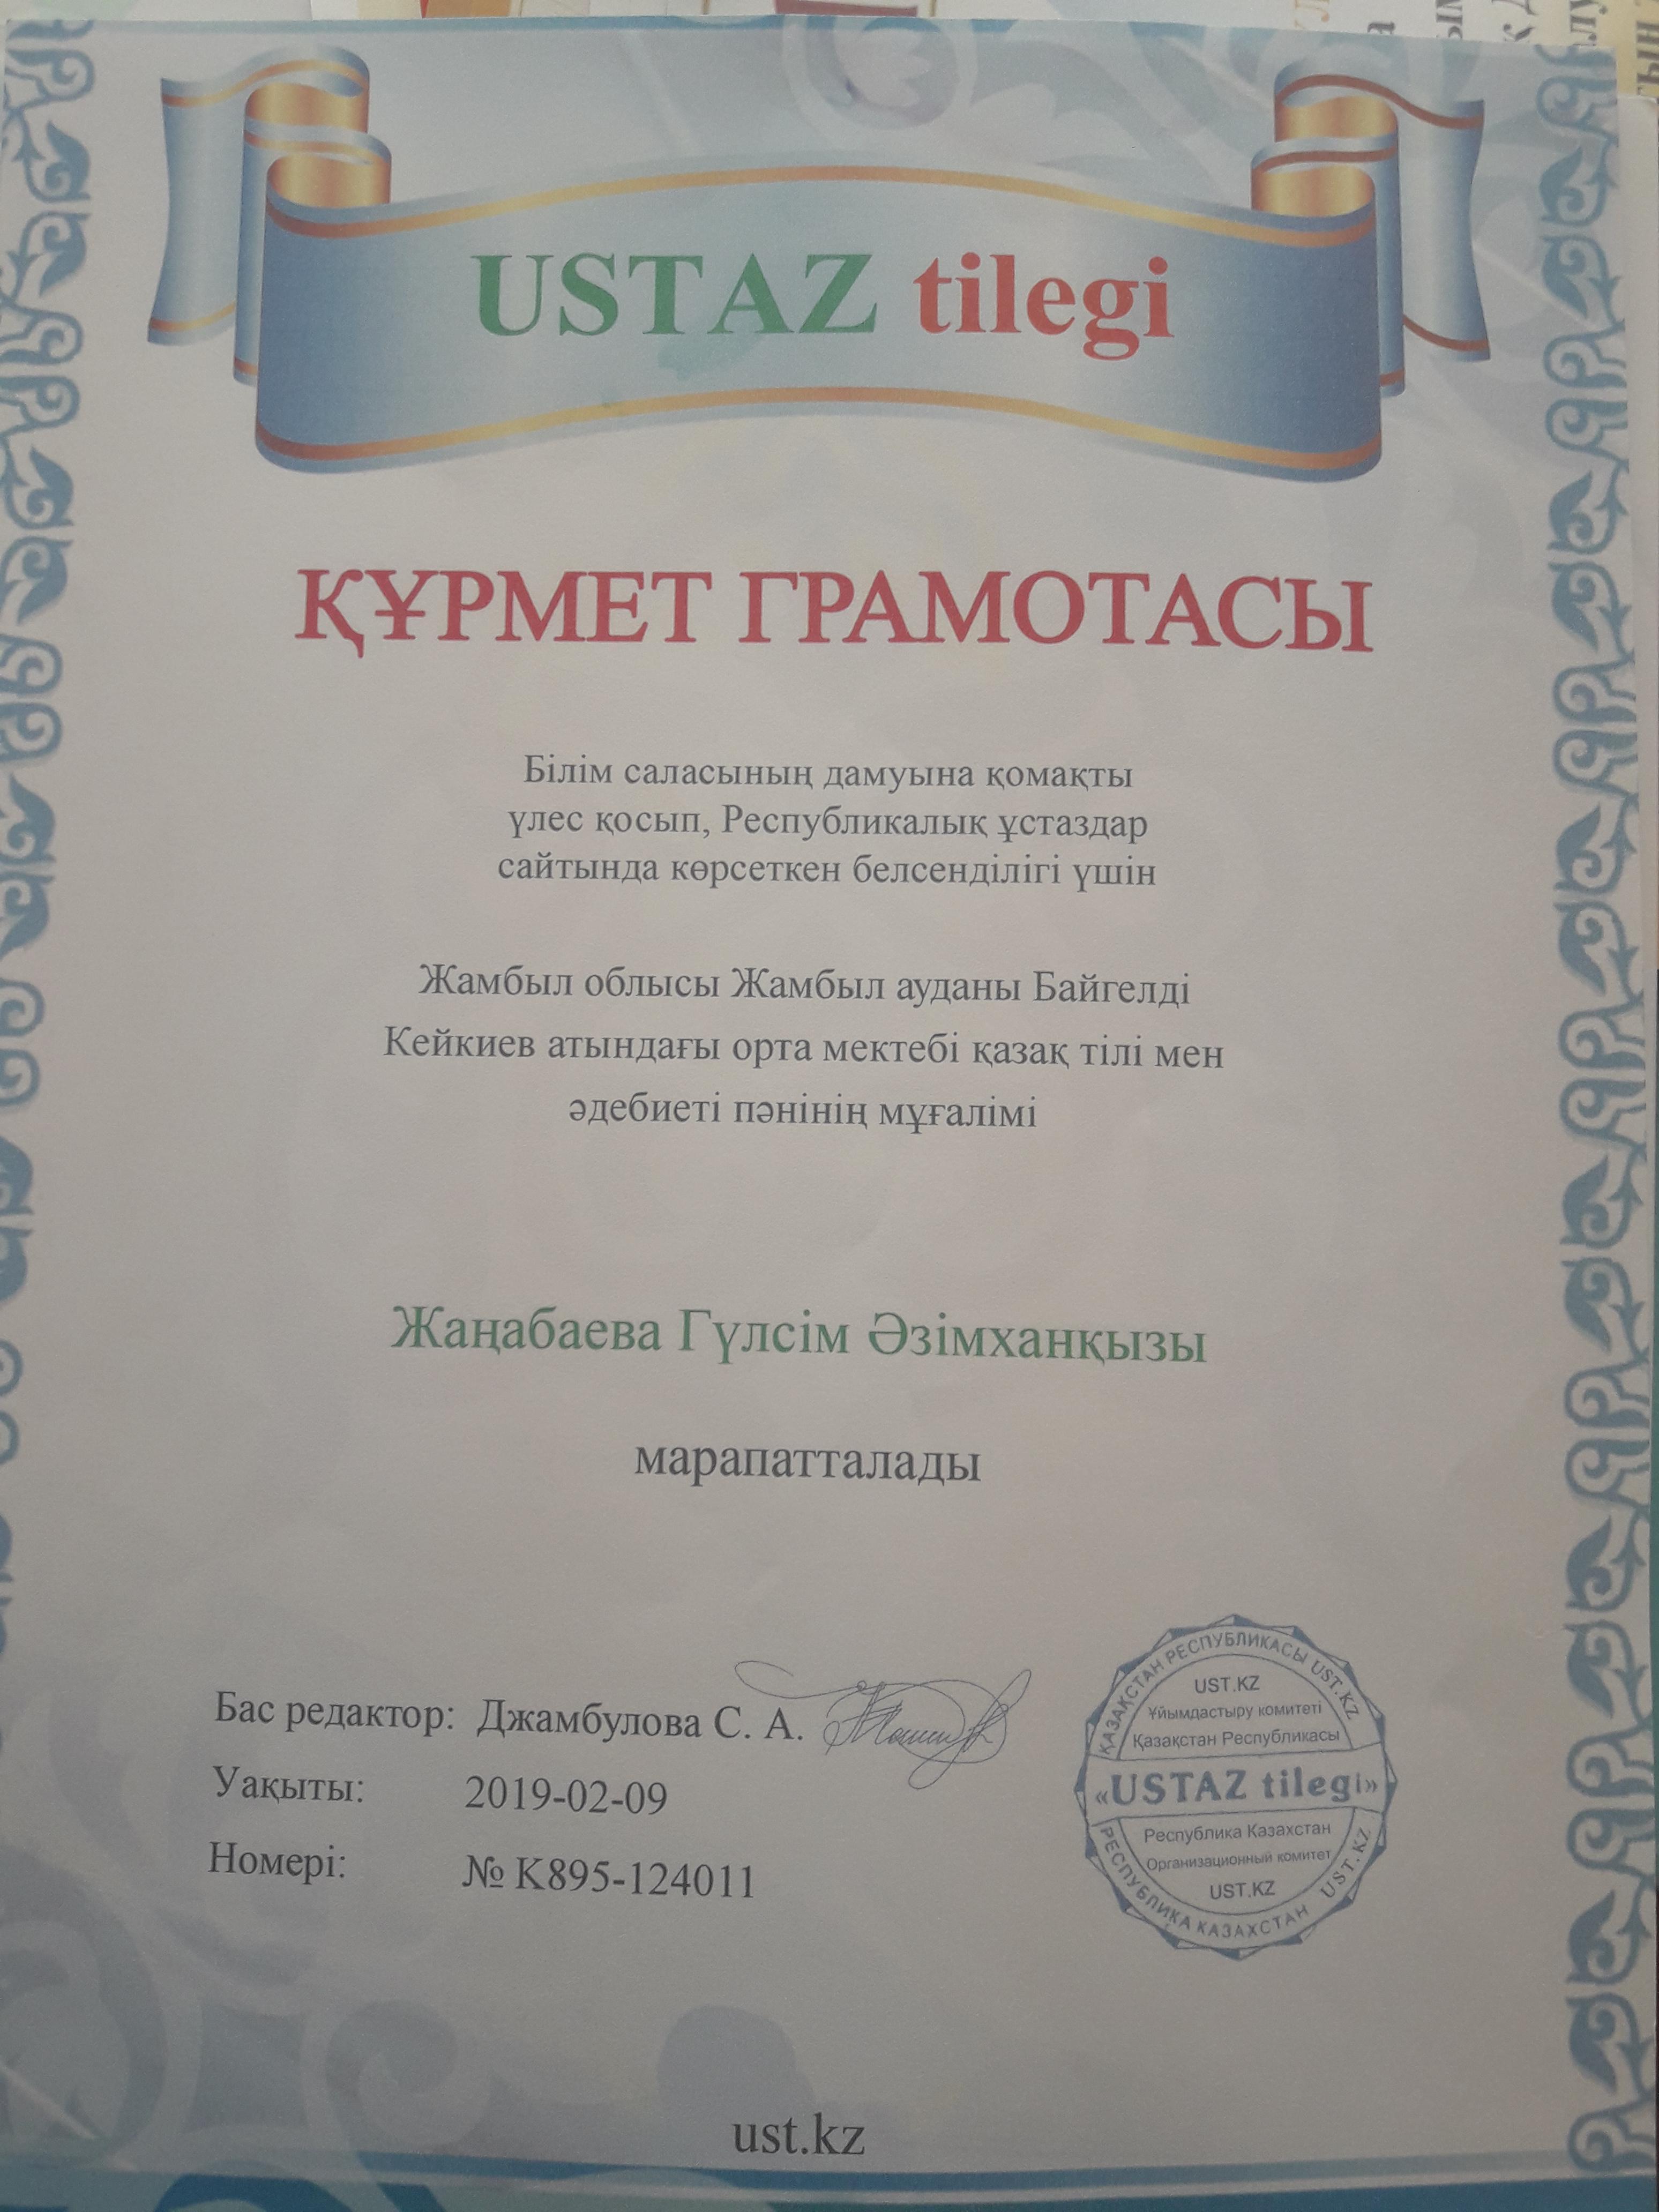 USTAZ tilegi
ҚҰРМЕТ ГРАМОТАСЫ
Білім саласының дамуына қомақты
үлес қосып, Республикалық ұстаздар
сайтында көрсеткен белсенділігі үшін
Жамбыл облысы Жамбыл ауданы Байгелді
Кейкиев атындағы орта мектебі қазақ тілі мен
әдебиеті пәнінің мұғалімі
Жаңабаева Гүлсім Әзімханқызы
марапатталады
Бас редактор: Джамбулова С. А.
Уақыты: 2019-02-09
Номері: № K895-124011
ҚАЗАҚСТАН РЕСПУБЛИКАСЫ UST.KZ
UST.KZ
Ұйымдастыру комитеті
Қазақстан Республикасы
«USTAZ tilegi»
Республика Казахстан
Организационный комитет
UST.KZ
РЕСПУБЛИКА КАЗАХСТАН UST.KZ
ust.kz